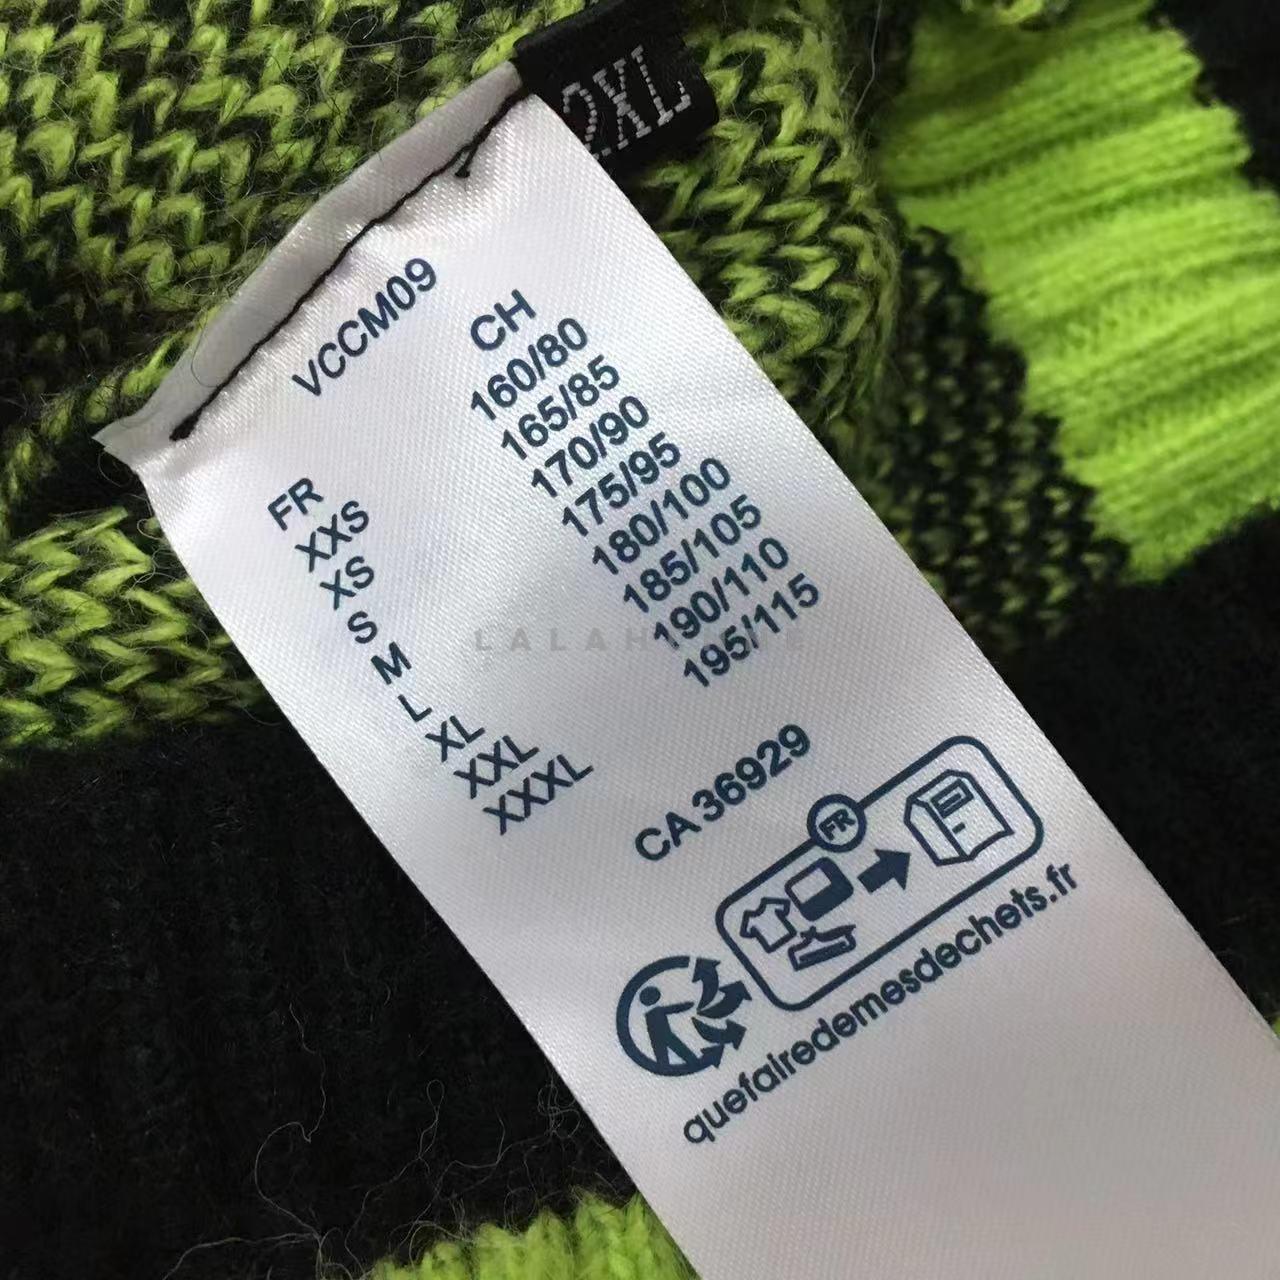 2XL
VCCM09
FR CH
XXS 160/80
XS 165/85
S 170/90
M 175/95
L 180/100
XL 185/105
XXL 190/110
XXXL 195/115
CA 36929
FR
quefairedemesdechets.fr